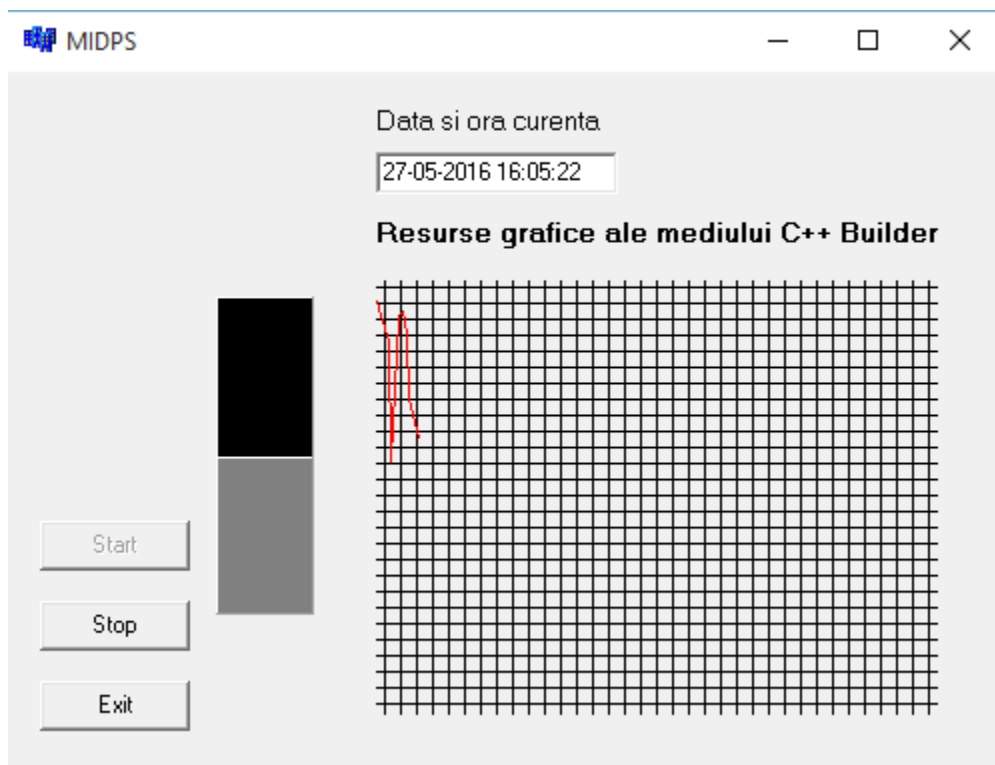 MIDPS
Data si ora curenta
27-05-2016 16:05:22
Resurse grafice ale mediului C++ Builder
Start
Stop
Exit